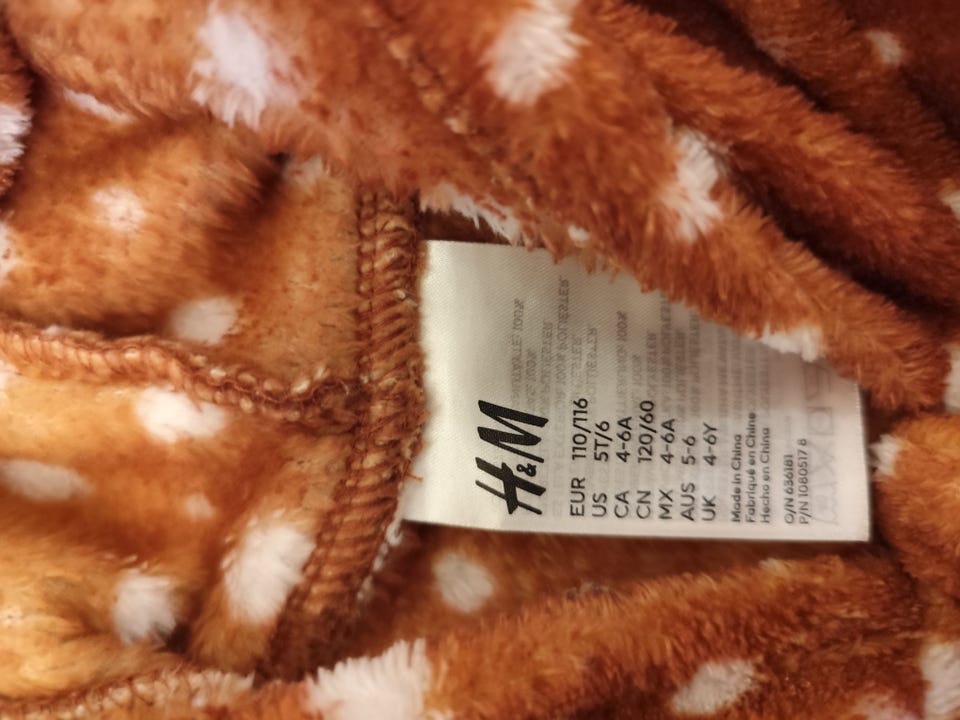 H&M
EUR 110/116
US 5T/6
CA 4-6A
CN 120/60
MX 4-6A
AUS 5-6
UK 4-6Y
Made in China
Fabriqué en Chine
Hecho en China
O/N 636181
P/N 1080517 8